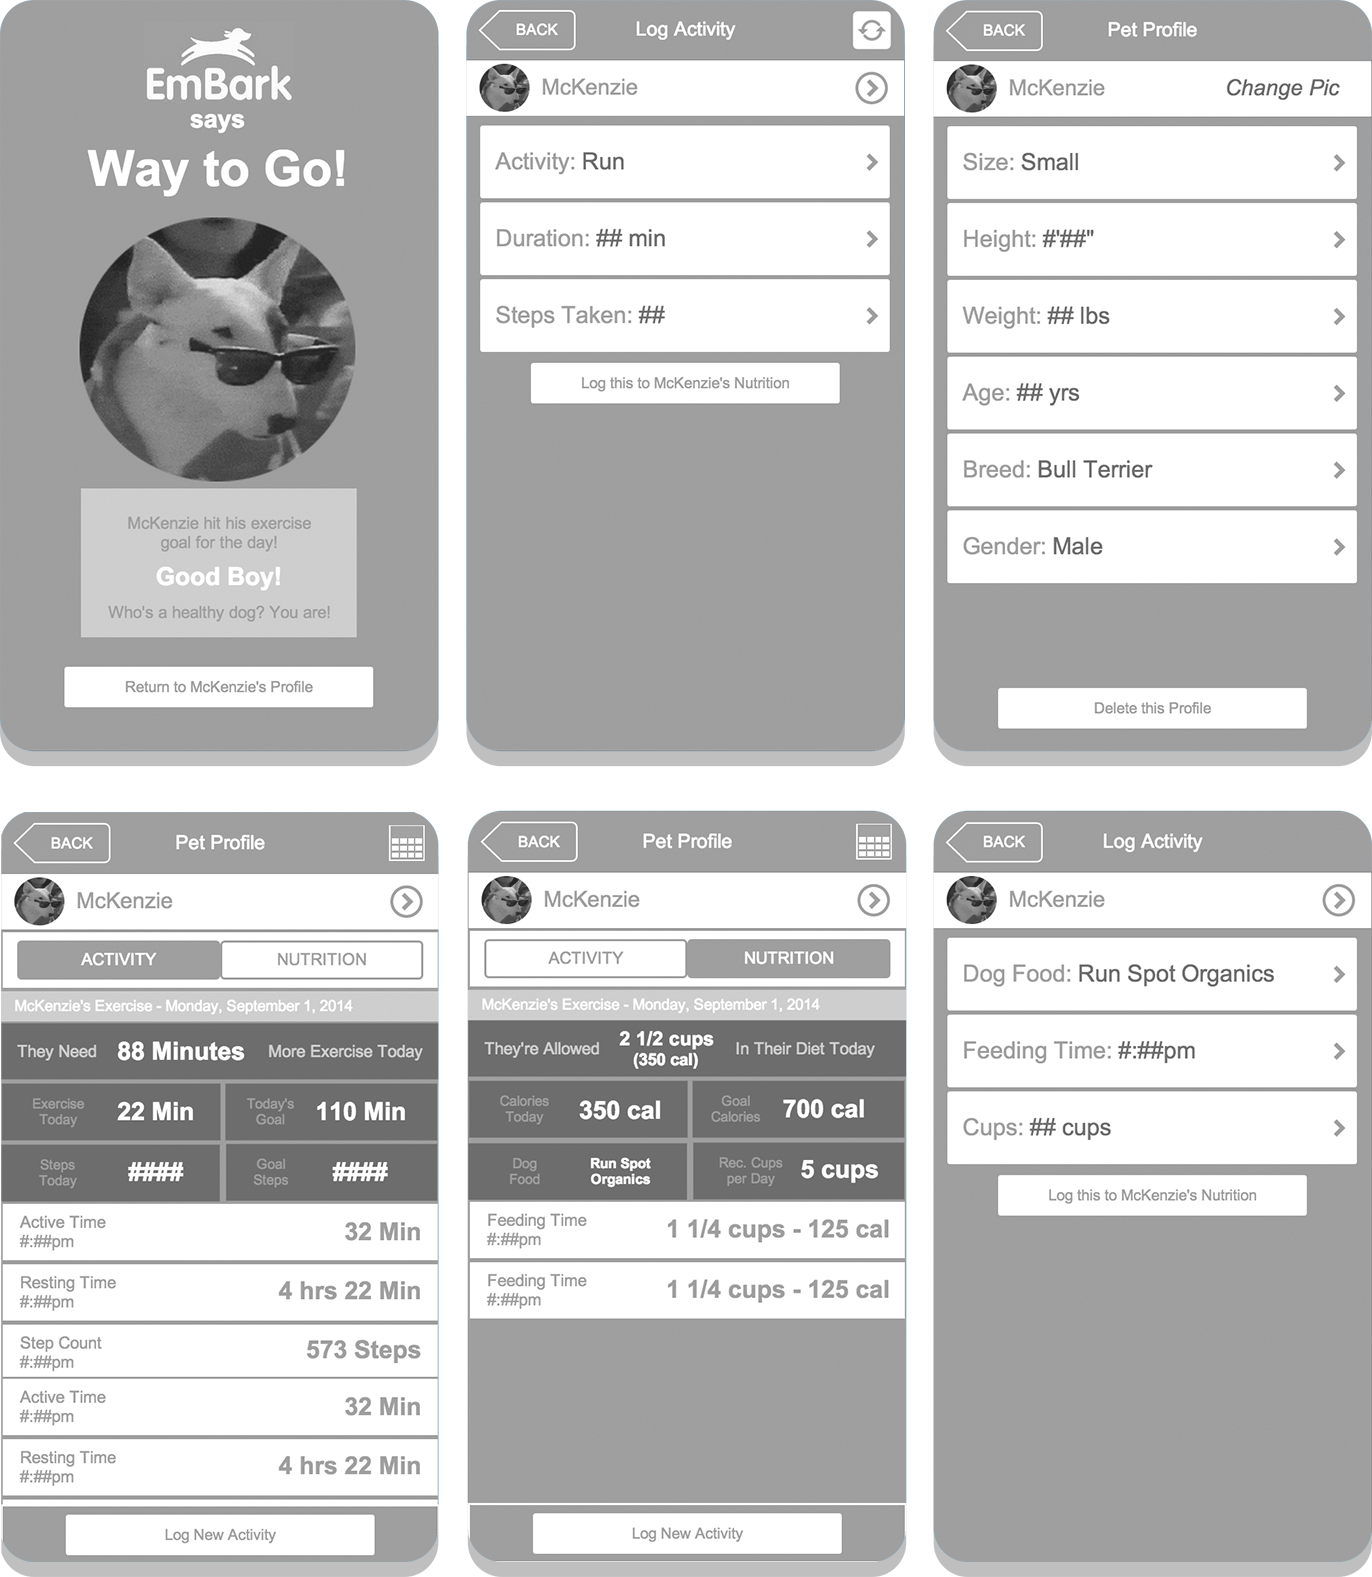 EmBark
says
Way to Go!
McKenzie hit his exercise
goal for the day!
Good Boy!
Who's a healthy dog? You are!
Return to McKenzie's Profile
BACK
Log Activity
McKenzie
Activity: Run
Duration: ## min
Steps Taken: ##
Log this to McKenzie's Nutrition
BACK
Pet Profile
McKenzie
Change Pic
Size: Small
Height: #'##"
Weight: ## lbs
Age: ## yrs
Breed: Bull Terrier
Gender: Male
Delete this Profile
BACK
Pet Profile
McKenzie
ACTIVITY
NUTRITION
McKenzie's Exercise - Monday, September 1, 2014
They Need 88 Minutes More Exercise Today
Exercise
Today
22 Min
Today's
Goal
110 Min
Steps
Today
####
Goal
Steps
####
Active Time
#:##pm
32 Min
Resting Time
#:##pm
4 hrs 22 Min
Step Count
#:##pm
573 Steps
Active Time
#:##pm
32 Min
Resting Time
#:##pm
4 hrs 22 Min
Log New Activity
BACK
Pet Profile
McKenzie
ACTIVITY
NUTRITION
McKenzie's Exercise - Monday, September 1, 2014
They're Allowed
2 1/2 cups
(350 cal)
In Their Diet Today
Calories
Today
350 cal
Goal
Calories
700 cal
Dog
Food
Run Spot
Organics
Rec. Cups
per Day
5 cups
Feeding Time
#:##pm
1 1/4 cups - 125 cal
Feeding Time
#:##pm
1 1/4 cups - 125 cal
Log New Activity
BACK
Log Activity
McKenzie
Dog Food: Run Spot Organics
Feeding Time: #:##pm
Cups: ## cups
Log this to McKenzie's Nutrition